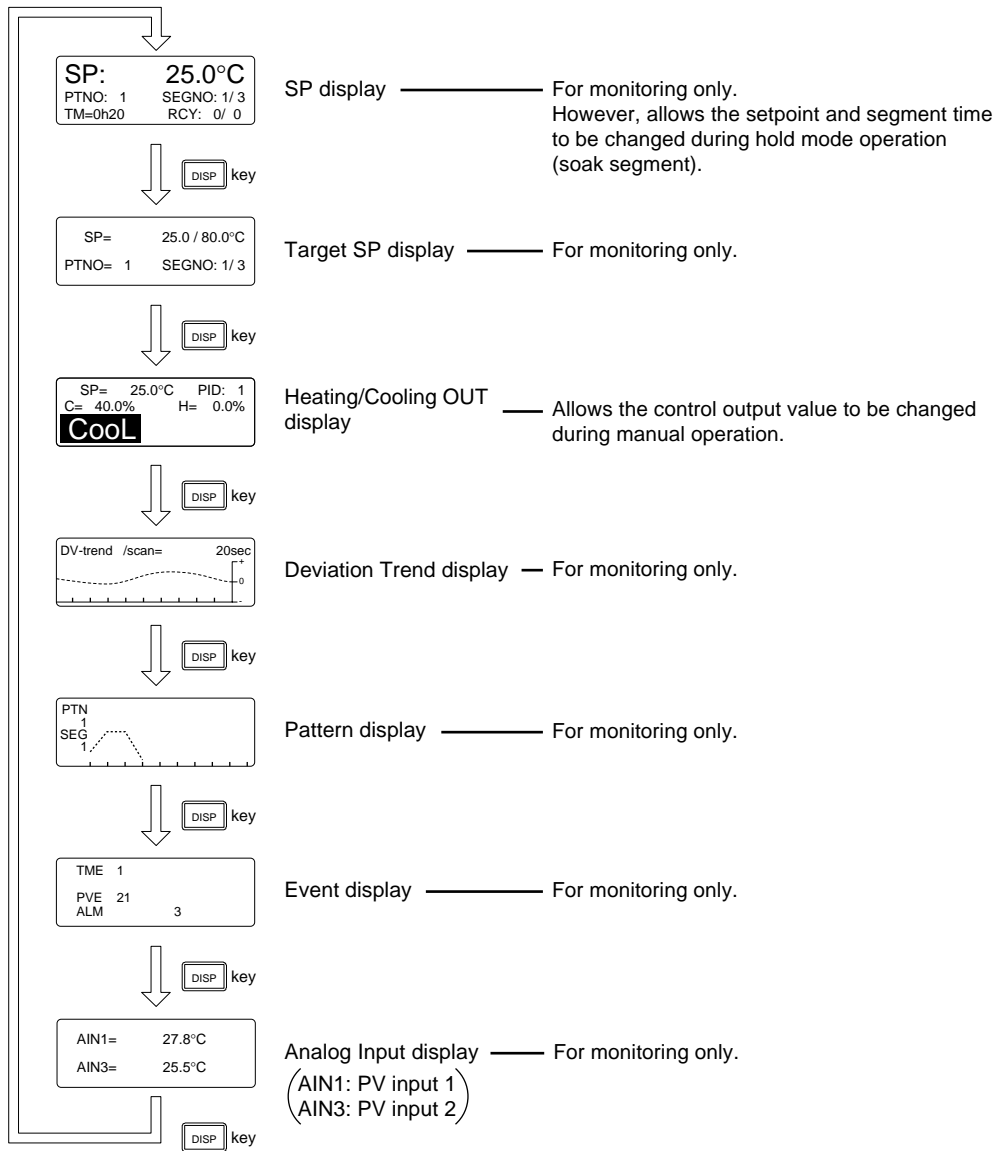 SP: 25.0°C
PTNO: 1 SEGNO: 1/ 3
TM=0h20 RCY: 0/ 0
SP display
For monitoring only.
However, allows the setpoint and segment time
to be changed during hold mode operation
(soak segment).
DISP key
SP= 25.0 / 80.0°C
PTNO= 1 SEGNO: 1/ 3
Target SP display
For monitoring only.
DISP key
SP= 25.0°C PID: 1
C= 40.0% H= 0.0%
CooL
Heating/Cooling OUT
display
Allows the control output value to be changed
during manual operation.
DISP key
DV-trend /scan= 20sec
+
0
-
Deviation Trend display
For monitoring only.
DISP key
PTN
1
SEG
1
Pattern display
For monitoring only.
DISP key
TME 1
PVE 21
ALM 3
Event display
For monitoring only.
DISP key
AIN1= 27.8°C
AIN3= 25.5°C
Analog Input display
For monitoring only.
(AIN1: PV input 1
AIN3: PV input 2)
DISP key